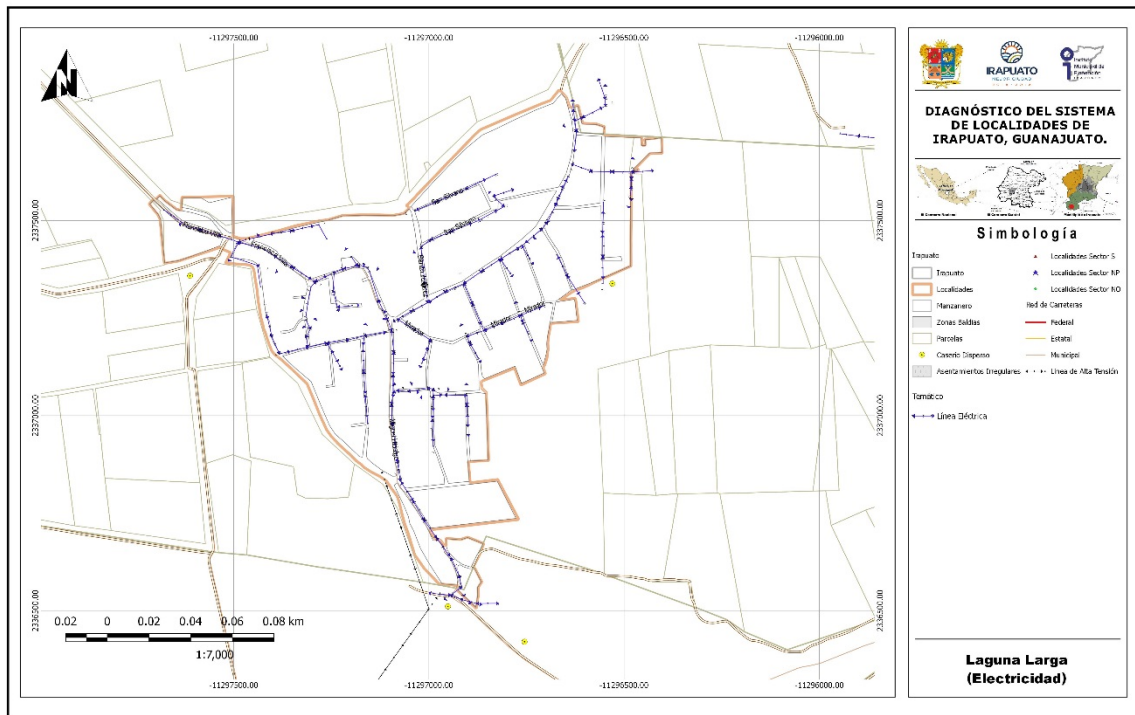 -11297500.00
-11297000.00
-11296500.00
-11296000.00
N
2337500.00
2337500.00
2337000.00
2337000.00
2336500.00
2336500.00
0.02 0 0.02 0.04 0.06 0.08 km
1:7,000
-11297500.00
-11297000.00
-11296500.00
-11296000.00
IRAPUATO
DIAGNÓSTICO DEL SISTEMA
DE LOCALIDADES DE
IRAPUATO, GUANAJUATO.
Simbología
Irapuato
Irapuato
Localidades
Manzanero
Zonas Baldias
Parcelas
Caserio Disperso
Asentamientos Irregulares
Temático
Línea Eléctrica
Localidades Sector S
Localidades Sector NP
Localidades Sector NO
Red de Carreteras
Federal
Estatal
Municipal
Línea de Alta Tensión
Laguna Larga
(Electricidad)